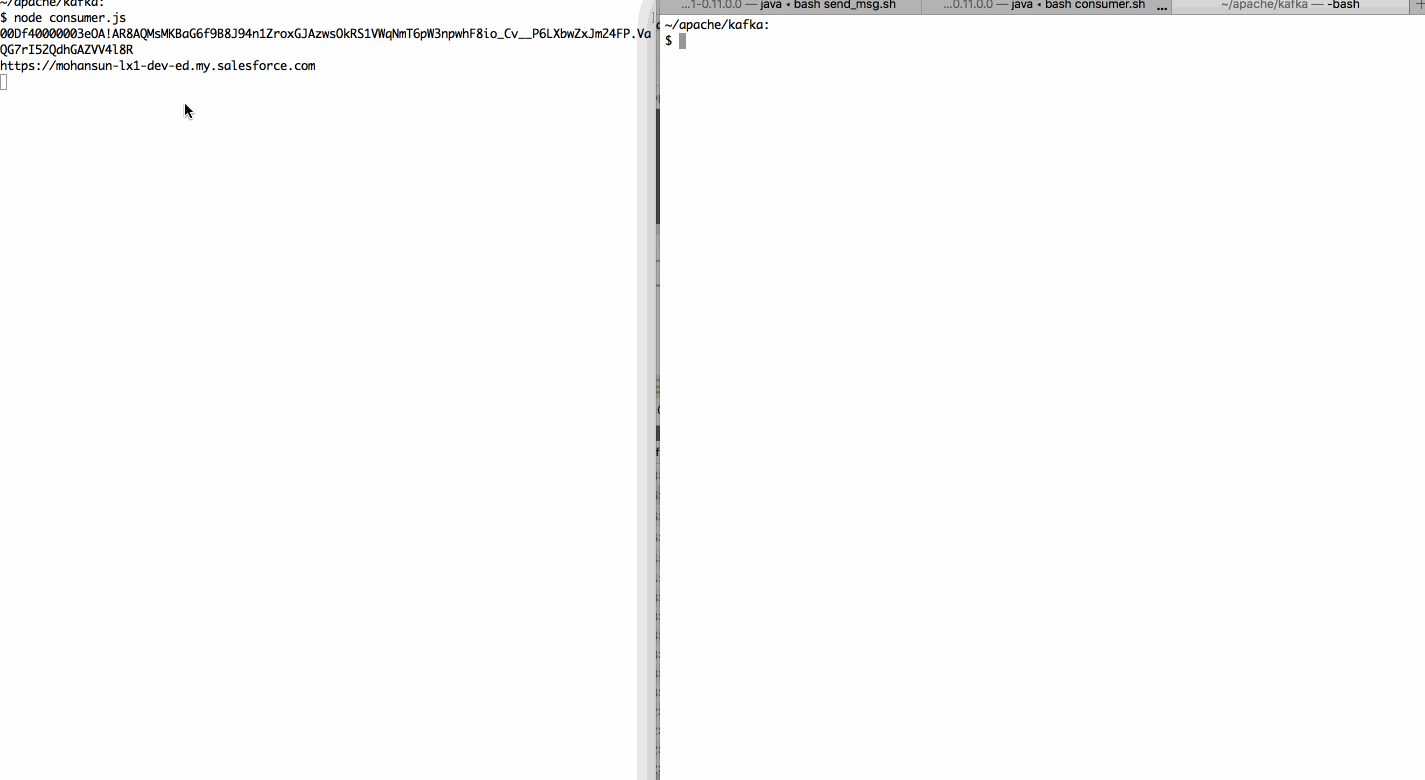 ~/apache/kafka:
$ node consumer.js
00Df40000003eOA!AR8AQMsMKBaG6f9B8J94n1ZroxGJAzwsOkRS1VWqNmT6pW3npwhF8io_Cv__P6LXbwZxJm24FP.Va
QG7rI52QdhGAZVV4l8R
https://mohansun-lx1-dev-ed.my.salesforce.com
...1-0.11.0.0 — java ◂ bash send_msg.sh
...0.11.0.0 — java ◂ bash consumer.sh ...
~/apache/kafka — -bash
~/apache/kafka:
$